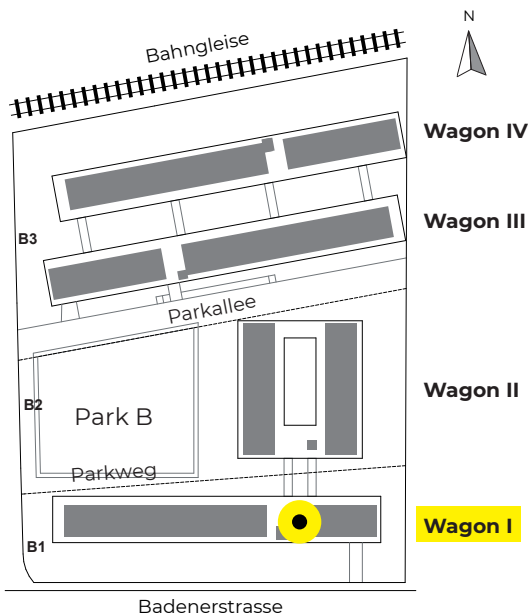 N
Bahngleise
Wagon IV
Wagon III
B3
Parkallee
Wagon II
B2
Park B
Parkweg
Wagon I
B1
Badenerstrasse